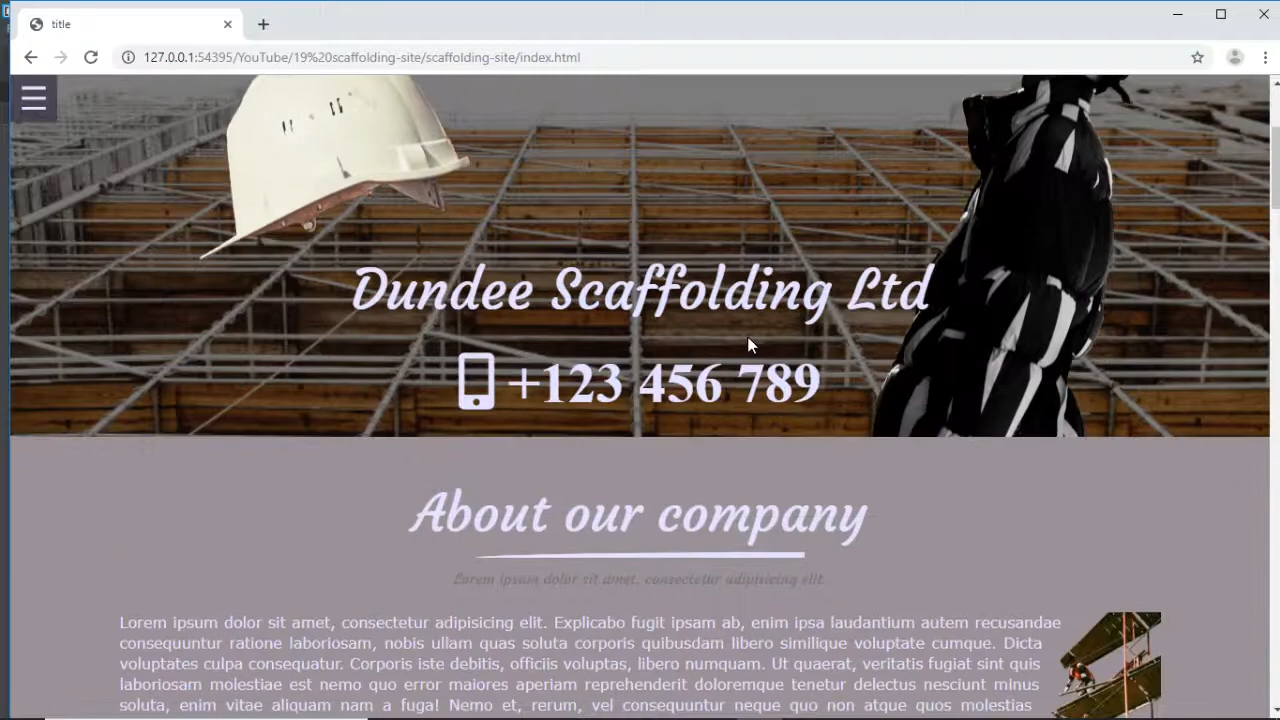 title
127.0.0.1:54395/YouTube/19%20scaffolding-site/scaffolding-site/index.html
Dundee Scaffolding Ltd
+123 456 789
About our company
Lorem ipsum dolor sit amet, consectetur adipisicing elit.
Lorem ipsum dolor sit amet, consectetur adipisicing elit. Explicabo fugit ipsam ab, enim ipsa laudantium autem recusandae
consequuntur ratione laboriosam, nobis ullam quas soluta corporis quibusdam libero similique voluptate cumque. Dicta
voluptates culpa consequatur. Corporis iste debitis, officiis voluptas, libero numquam. Ut quaerat, veritatis fugiat sint quis
laboriosam molestiae est nemo quo error maiores aperiam reprehenderit doloremque tenetur delectus nesciunt minus
soluta, enim vitae aliquam nam a fuga! Nemo et, rerum, vel consequuntur neque quo non atque quos molestias